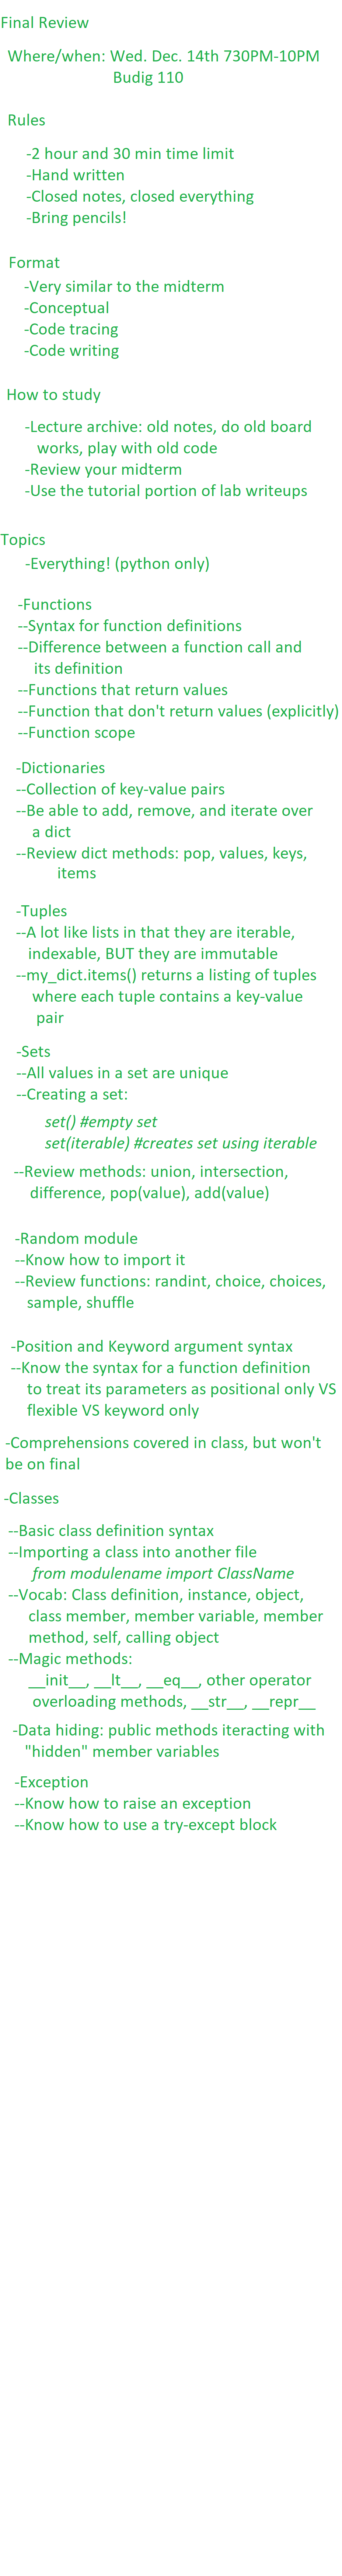 Final Review
Where/when: Wed. Dec. 14th 730PM-10PM
Budig 110
Rules
-2 hour and 30 min time limit
-Hand written
-Closed notes, closed everything
-Bring pencils!
Format
-Very similar to the midterm
-Conceptual
-Code tracing
-Code writing
How to study
-Lecture archive: old notes, do old board
works, play with old code
-Review your midterm
-Use the tutorial portion of lab writeups
Topics
-Everything! (python only)
-Functions
--Syntax for function definitions
--Difference between a function call and
its definition
--Functions that return values
--Function that don't return values (explicitly)
--Function scope
-Dictionaries
--Collection of key-value pairs
--Be able to add, remove, and iterate over
a dict
--Review dict methods: pop, values, keys,
items
-Tuples
--A lot like lists in that they are iterable,
indexable, BUT they are immutable
--my_dict.items() returns a listing of tuples
where each tuple contains a key-value
pair
-Sets
--All values in a set are unique
--Creating a set:
set() #empty set
set(iterable) #creates set using iterable
--Review methods: union, intersection,
difference, pop(value), add(value)
-Random module
--Know how to import it
--Review functions: randint, choice, choices,
sample, shuffle
-Position and Keyword argument syntax
--Know the syntax for a function definition
to treat its parameters as positional only VS
flexible VS keyword only
-Comprehensions covered in class, but won't
be on final
-Classes
--Basic class definition syntax
--Importing a class into another file
from modulename import ClassName
--Vocab: Class definition, instance, object,
class member, member variable, member
method, self, calling object
--Magic methods:
__init__, __lt__, __eq__, other operator
overloading methods, __str__, __repr__
-Data hiding: public methods iteracting with
"hidden" member variables
-Exception
--Know how to raise an exception
--Know how to use a try-except block